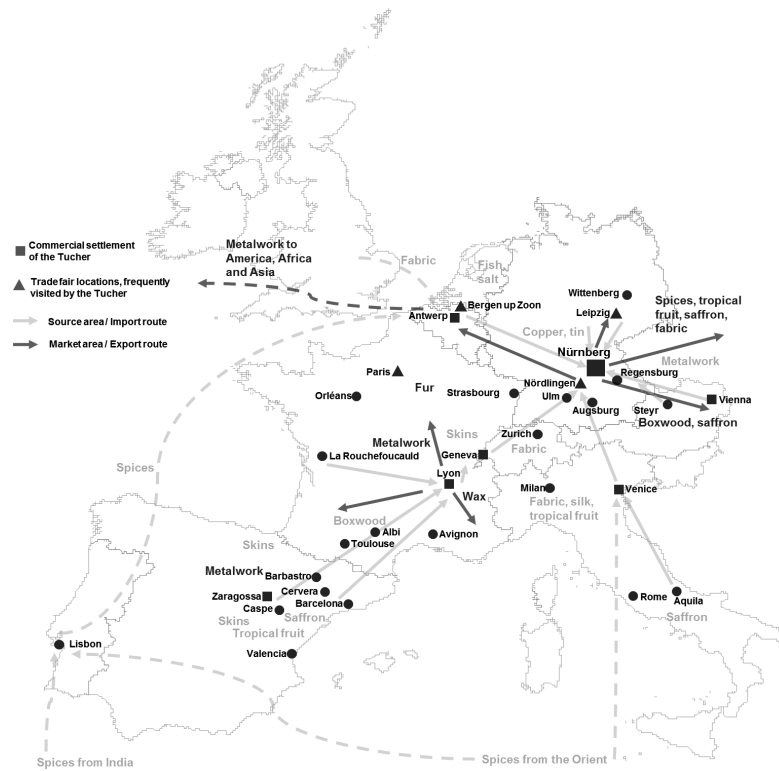 Commercial settlement
of the Tucher
Trade fair locations, frequently
visited by the Tucher
Source area / Import route
Market area / Export route
Metalwork to
America, Africa
and Asia
Fabric
Fish
salt
Bergen up Zoon
Antwerp
Wittenberg
Leipzig
Spices, tropical
fruit, saffron,
fabric
Copper, tin
Nürnberg
Metalwork
Regensburg
Nördlingen
Paris
Fur
Orléans
Strasbourg
Ulm
Augsburg
Steyr
Vienna
Boxwood, saffron
Zurich
Fabric
Skins
Metalwork
Geneva
La Rouchefoucauld
Lyon
Wax
Spices
Milan
Fabric, silk,
tropical fruit
Venice
Boxwood
Albi
Toulouse
Avignon
Skins
Metalwork
Barbastro
Zaragossa
Cervera
Caspe
Barcelona
Skins
Saffron
Tropical fruit
Rome
Aquila
Saffron
Lisbon
Valencia
Spices from India
Spices from the Orient